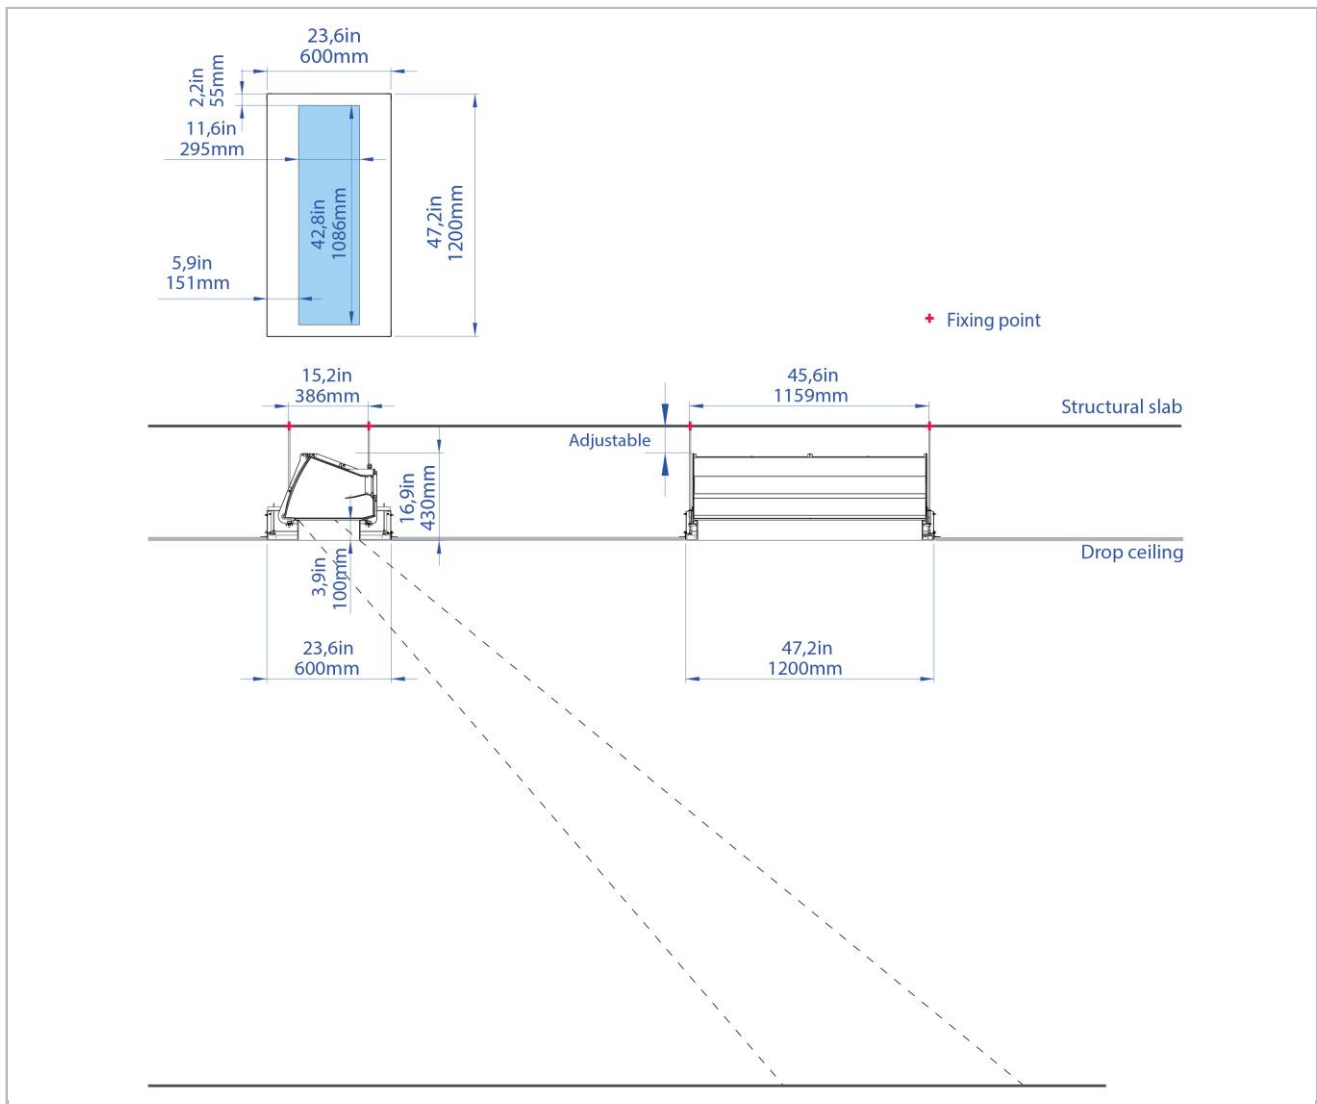 23,6in
600mm
2,2in
55mm
11,6in
295mm
42,8in
1086mm
47,2in
1200mm
5,9in
151mm
Fixing point
15,2in
386mm
45,6in
1159mm
Structural slab
Adjustable
16,9in
430mm
Drop ceiling
3,9in
100mm
23,6in
600mm
47,2in
1200mm